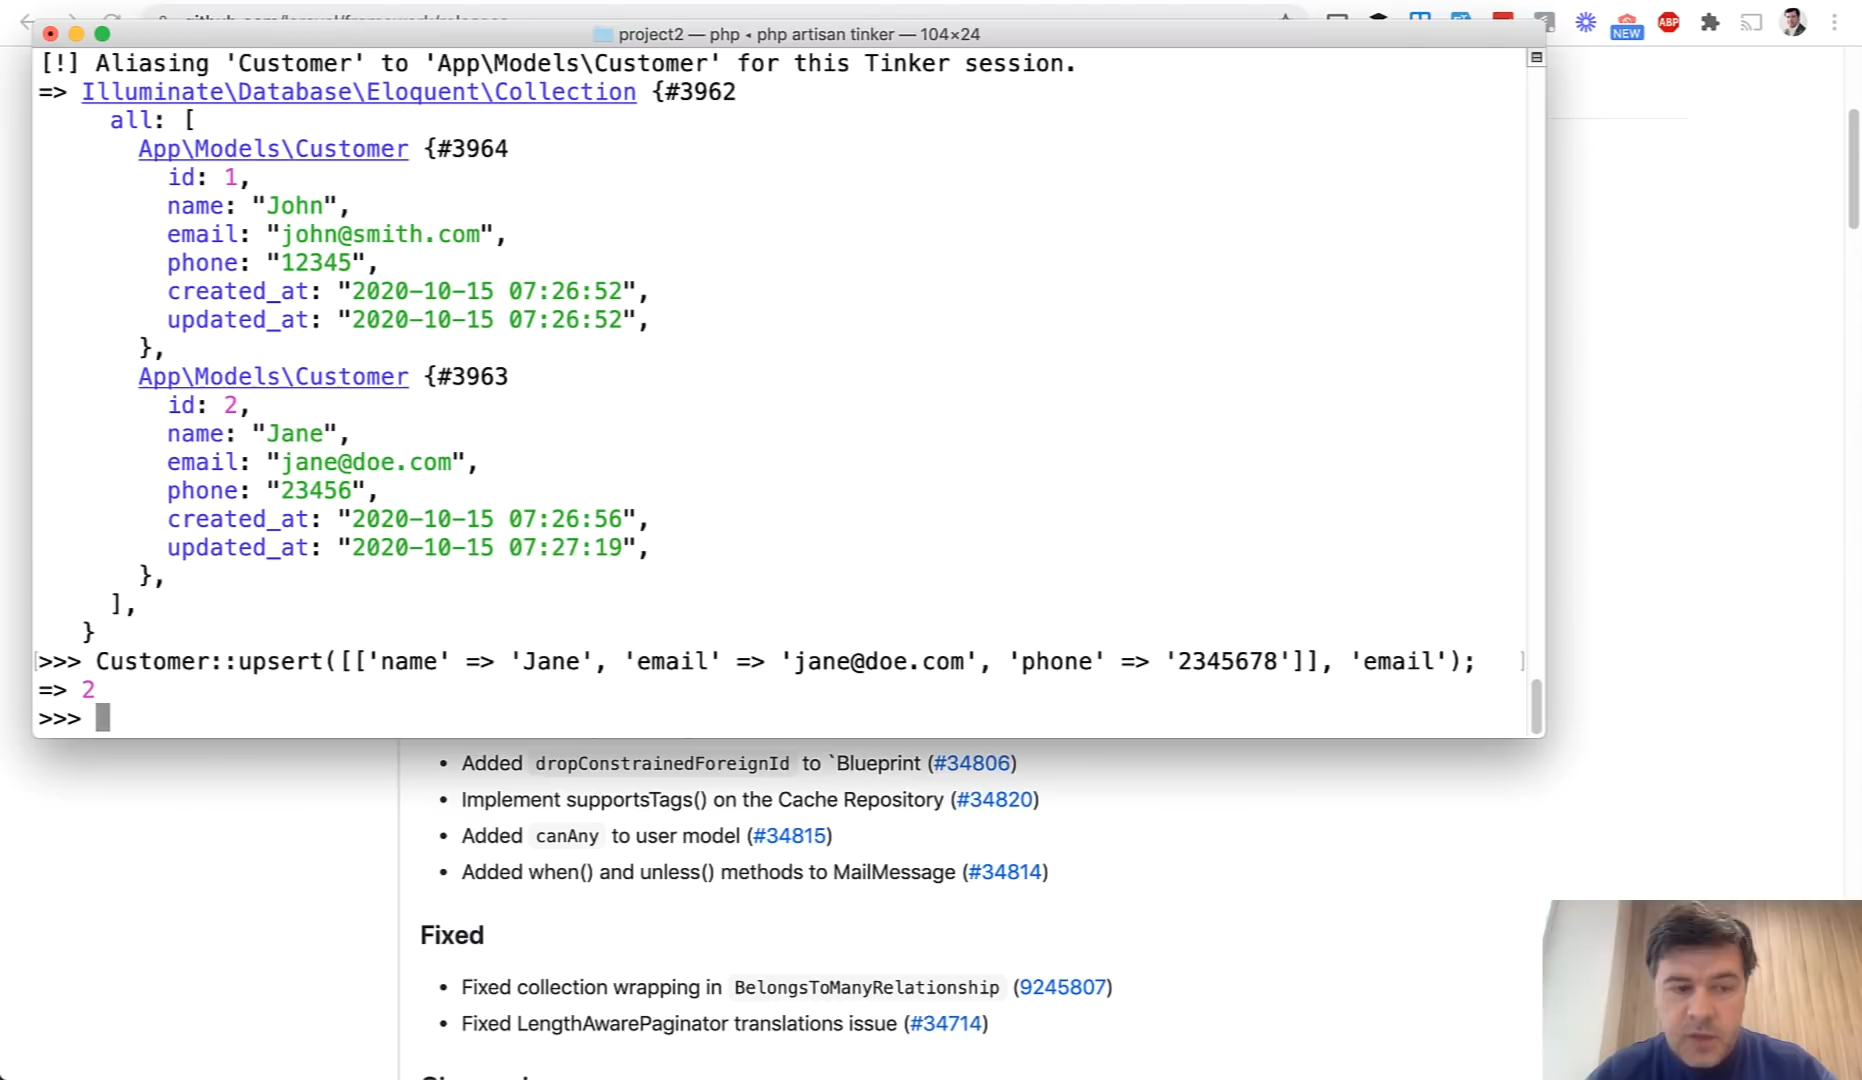 project2 — php ◂ php artisan tinker — 104×24
NEW
ABP
[!] Aliasing 'Customer' to 'App\Models\Customer' for this Tinker session.
=> Illuminate\Database\Eloquent\Collection {#3962
all: [
App\Models\Customer {#3964
id: 1,
name: "John",
email: "john@smith.com",
phone: "12345",
created_at: "2020-10-15 07:26:52",
updated_at: "2020-10-15 07:26:52",
},
App\Models\Customer {#3963
id: 2,
name: "Jane",
email: "jane@doe.com",
phone: "23456",
created_at: "2020-10-15 07:26:56",
updated_at: "2020-10-15 07:27:19",
},
],
}
>>> Customer::upsert([['name' => 'Jane', 'email' => 'jane@doe.com', 'phone' => '2345678']], 'email');
=> 2
>>>
• Added dropConstrainedForeignId to `Blueprint (#34806)
• Implement supportsTags() on the Cache Repository (#34820)
• Added canAny to user model (#34815)
• Added when() and unless() methods to MailMessage (#34814)
Fixed
• Fixed collection wrapping in BelongsToManyRelationship (9245807)
• Fixed LengthAwarePaginator translations issue (#34714)